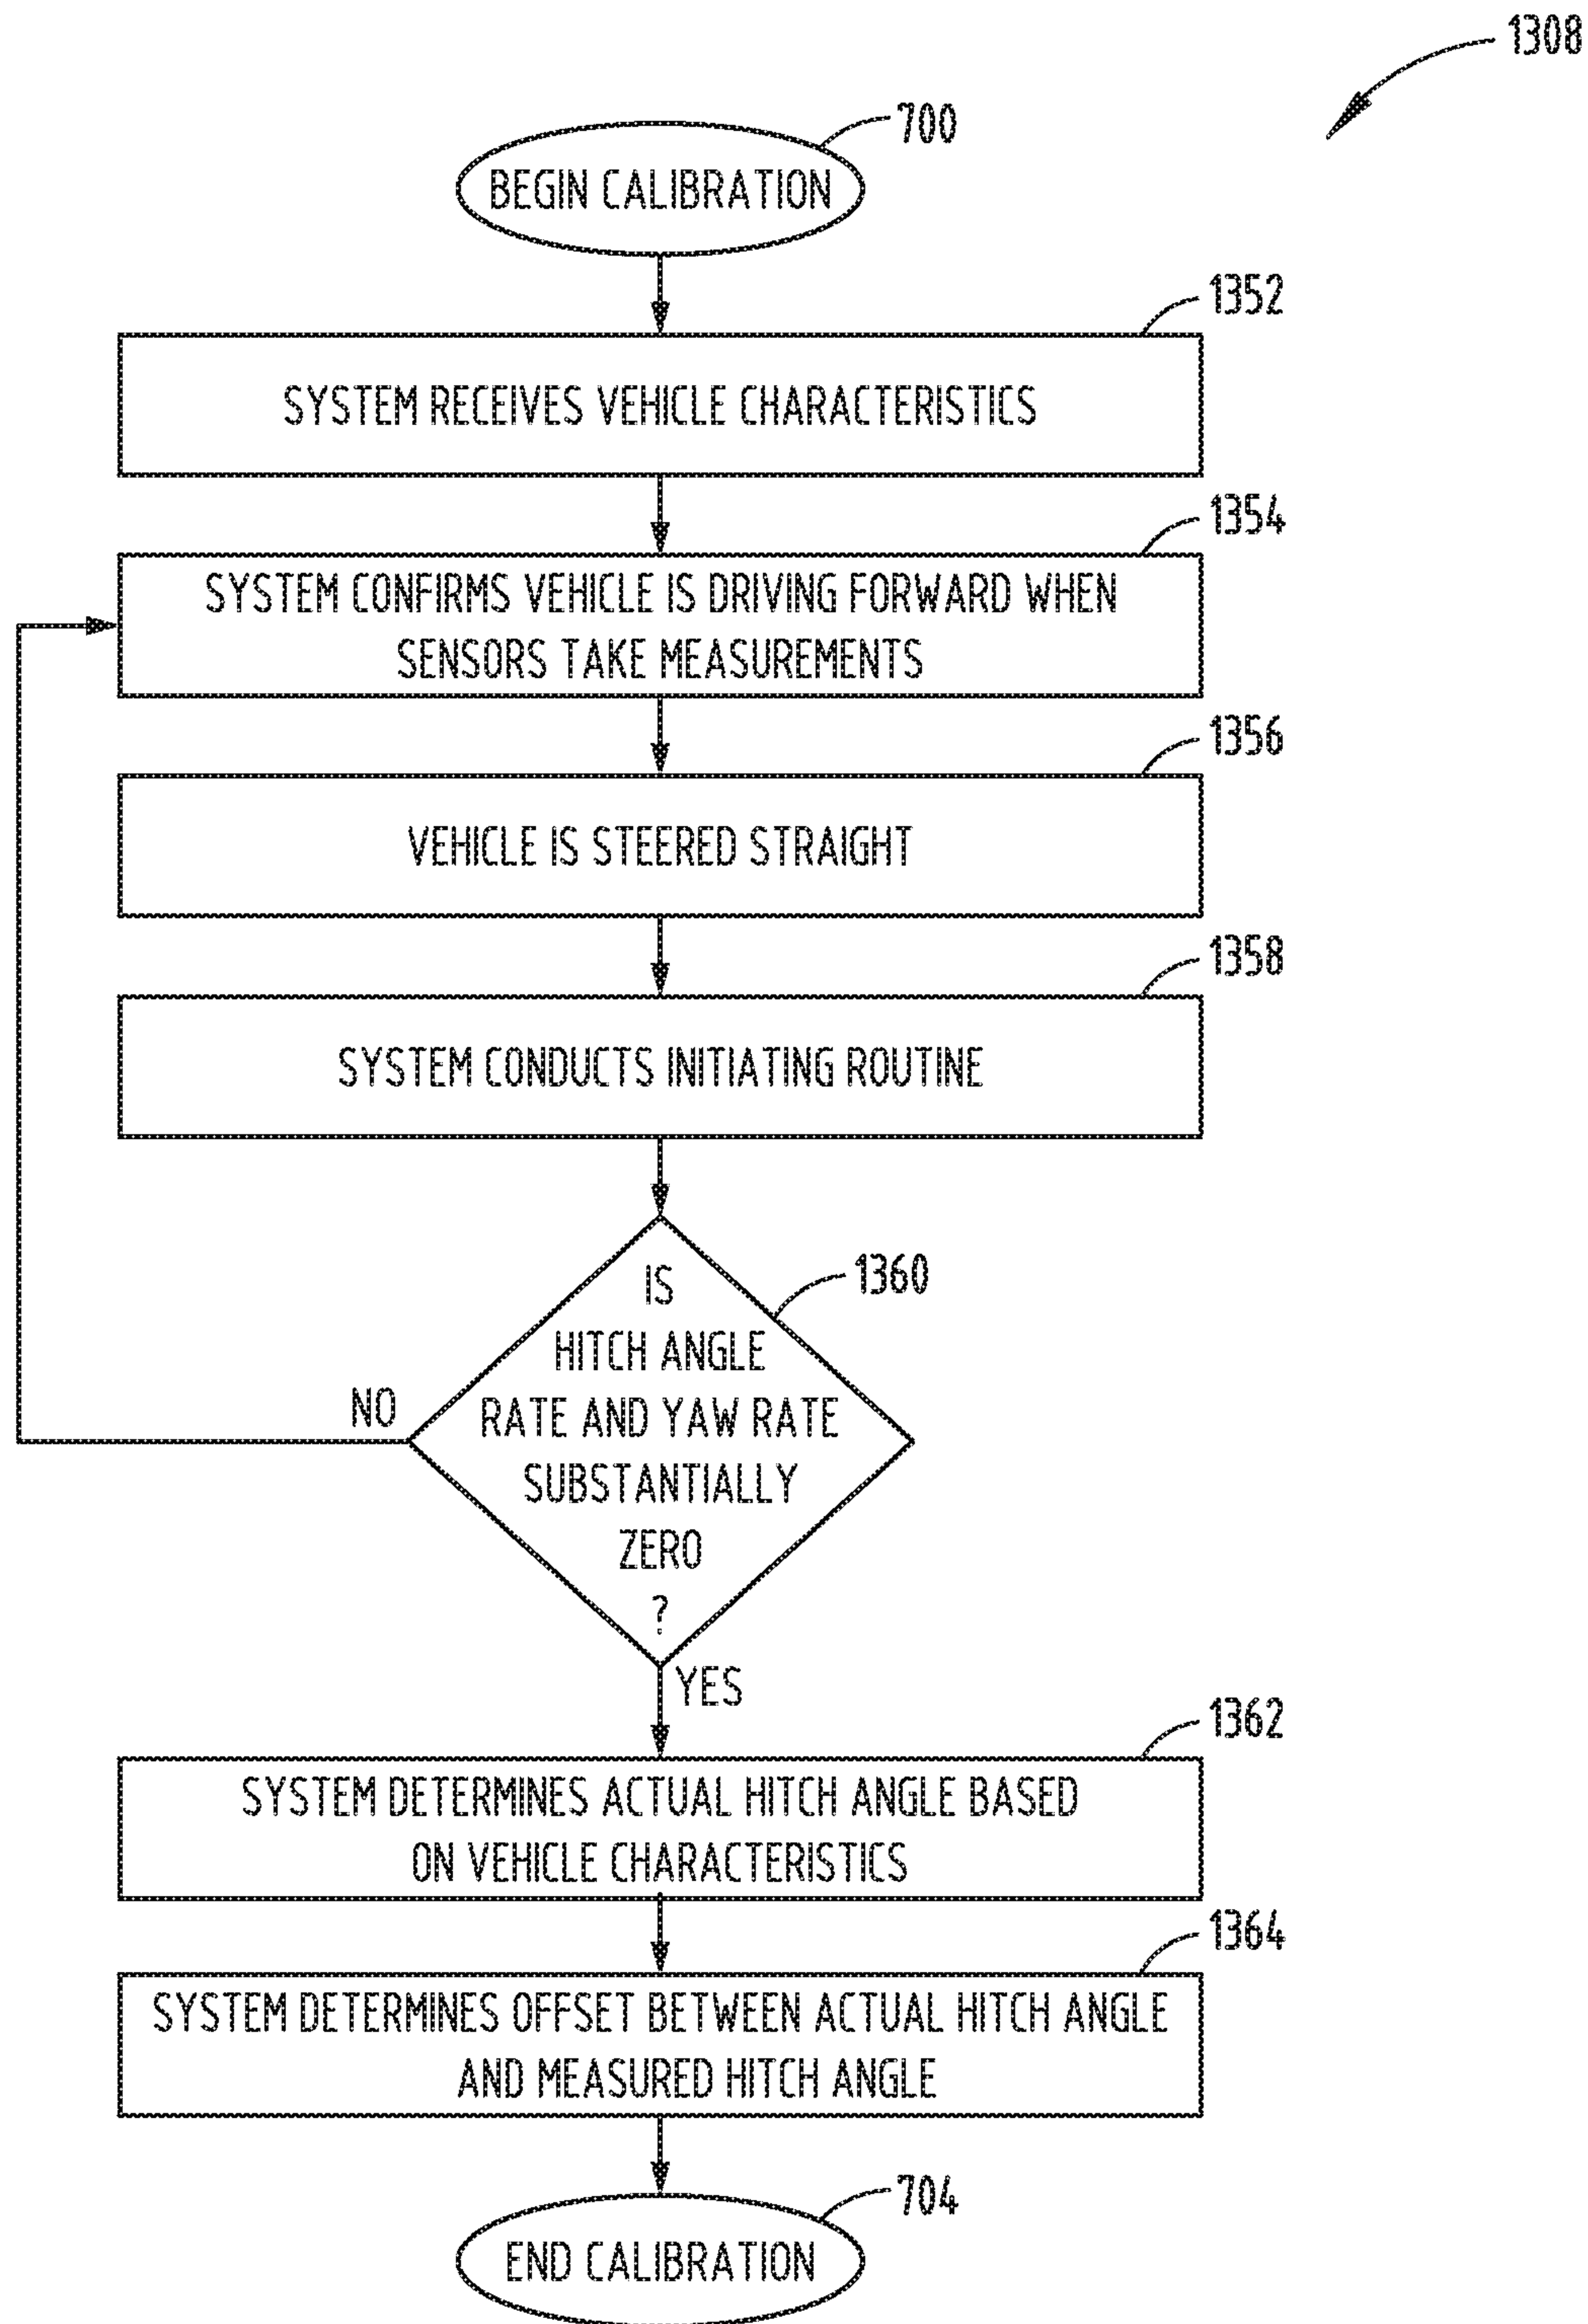 1308
700
BEGIN CALIBRATION
1352
SYSTEM RECEIVES VEHICLE CHARACTERISTICS
1354
SYSTEM CONFIRMS VEHICLE IS DRIVING FORWARD WHEN
SENSORS TAKE MEASUREMENTS
1356
VEHICLE IS STEERED STRAIGHT
1358
SYSTEM CONDUCTS INITIATING ROUTINE
1360
IS
HITCH ANGLE
RATE AND YAW RATE
SUBSTANTIALLY
ZERO
?
NO
YES
1362
SYSTEM DETERMINES ACTUAL HITCH ANGLE BASED
ON VEHICLE CHARACTERISTICS
1364
SYSTEM DETERMINES OFFSET BETWEEN ACTUAL HITCH ANGLE
AND MEASURED HITCH ANGLE
704
END CALIBRATION